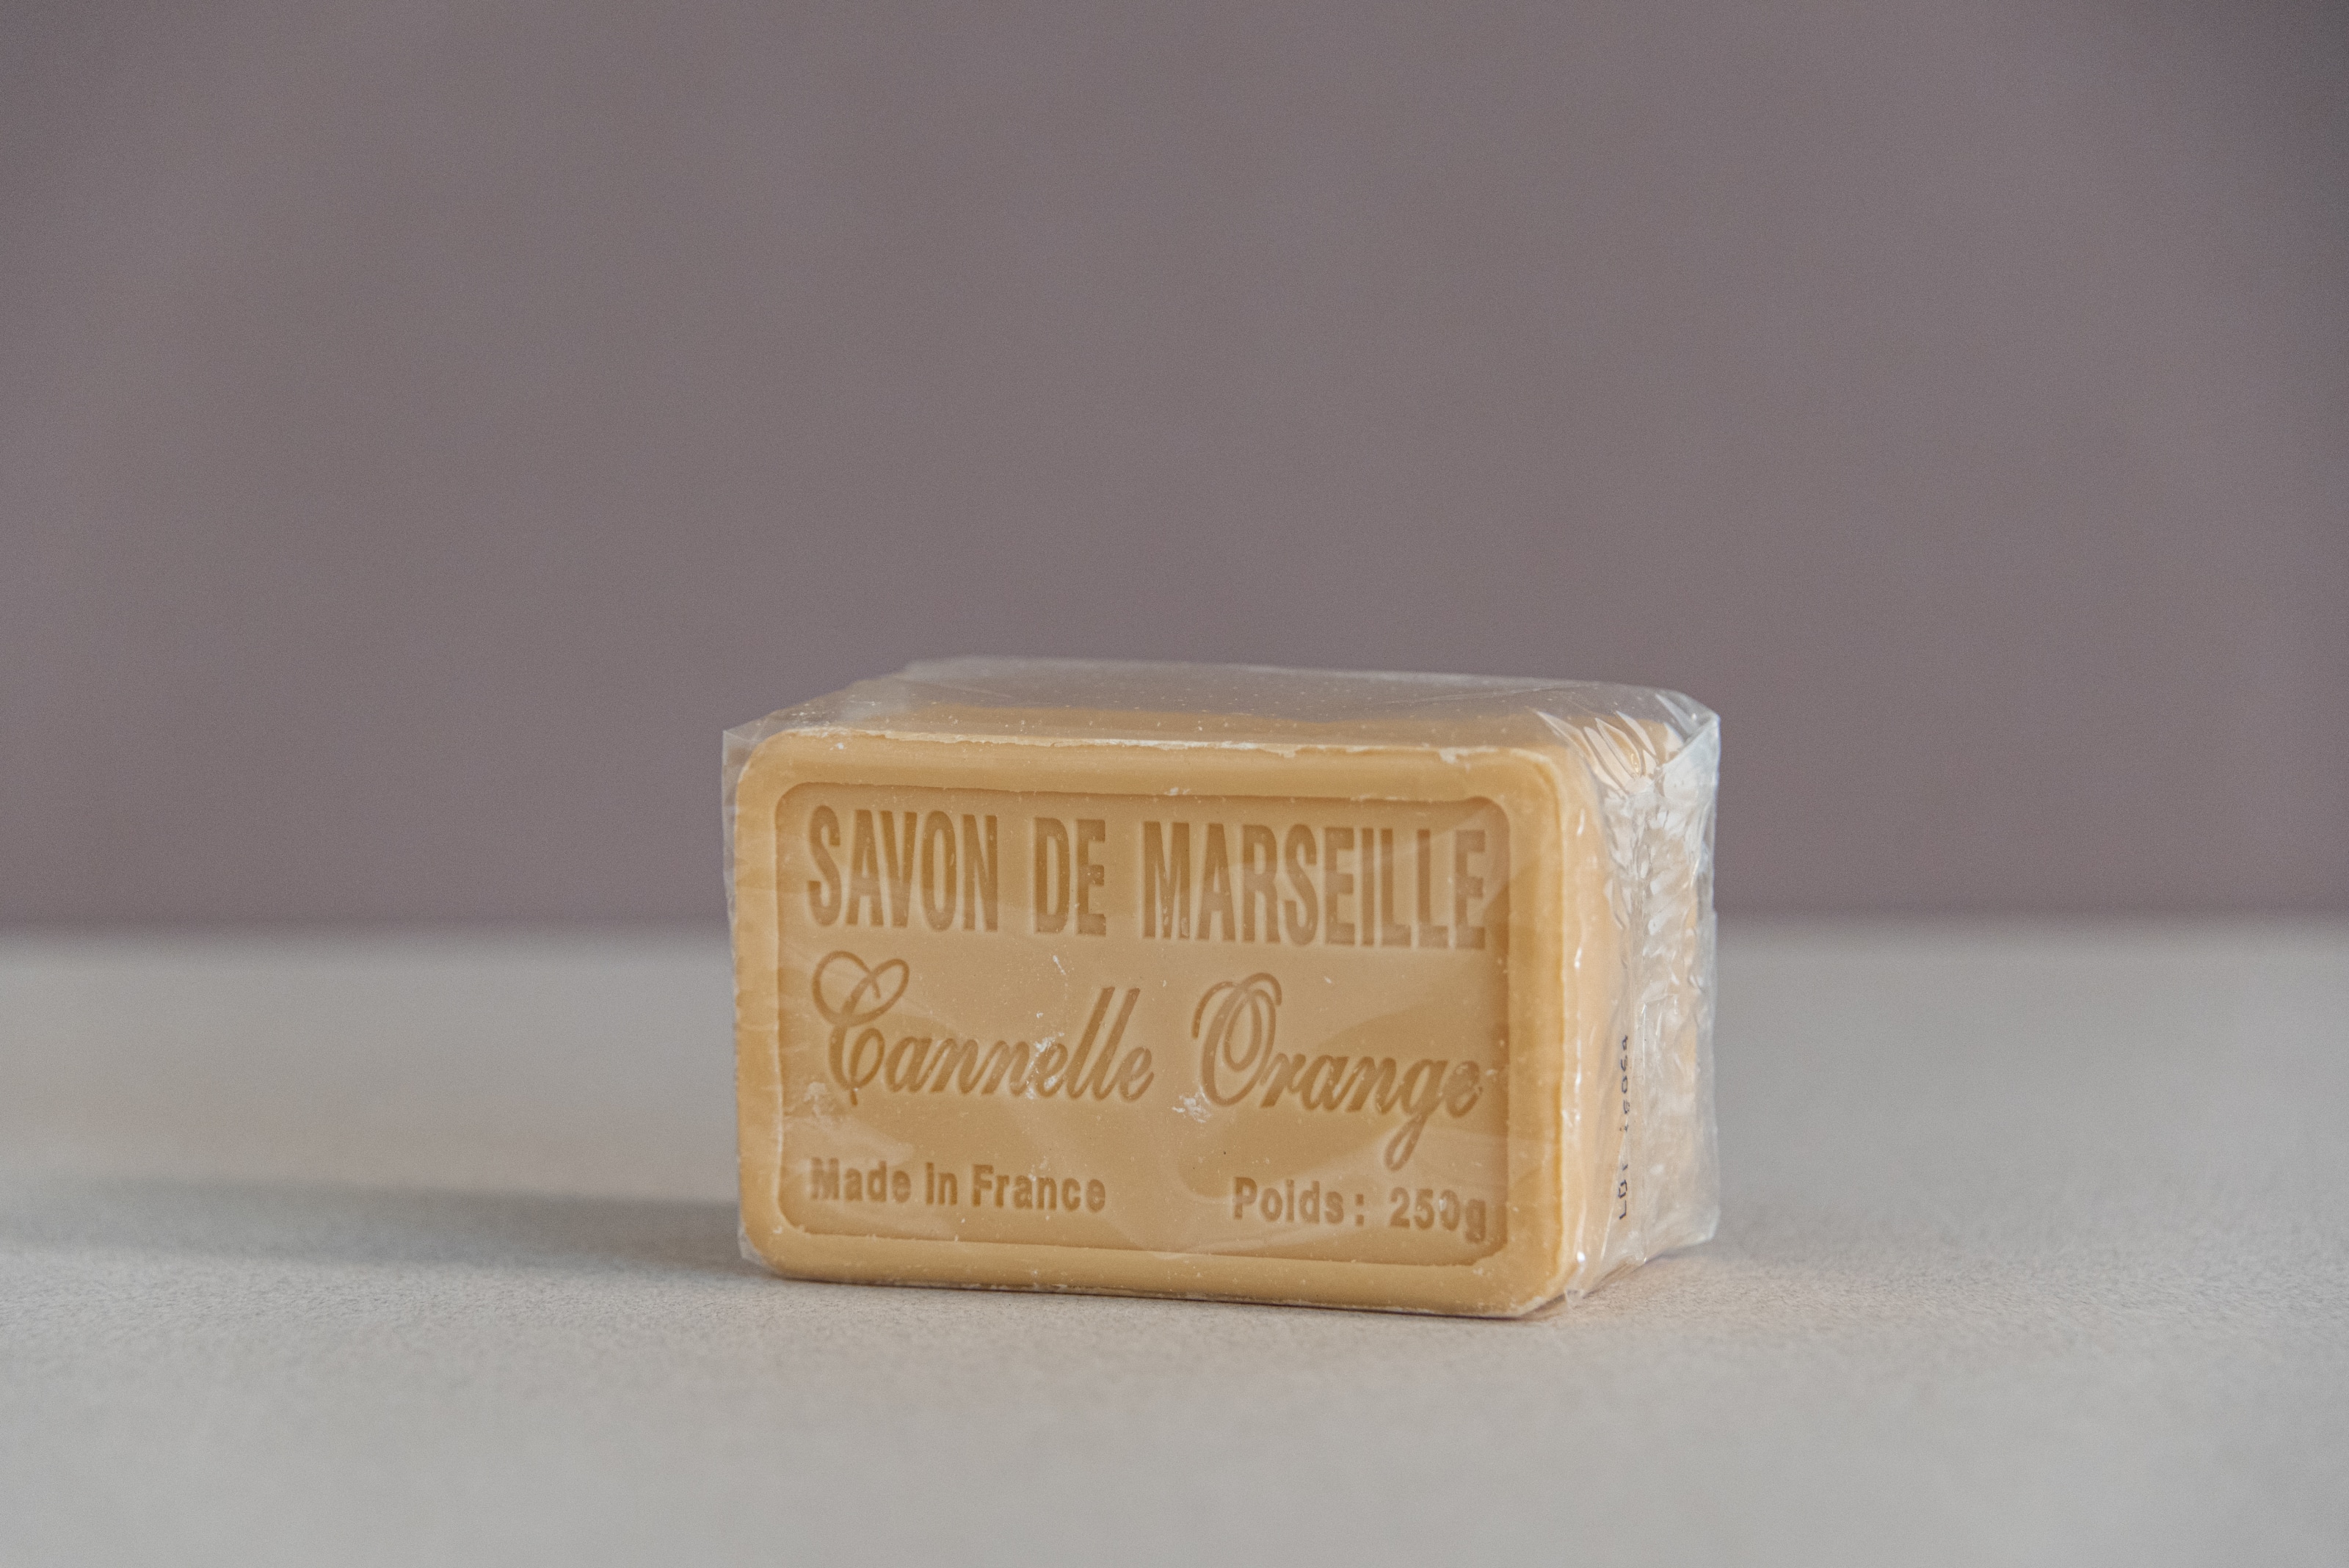 SAVON DE MARSEILLE
Cannelle Orange
Made in France
Poids : 250g